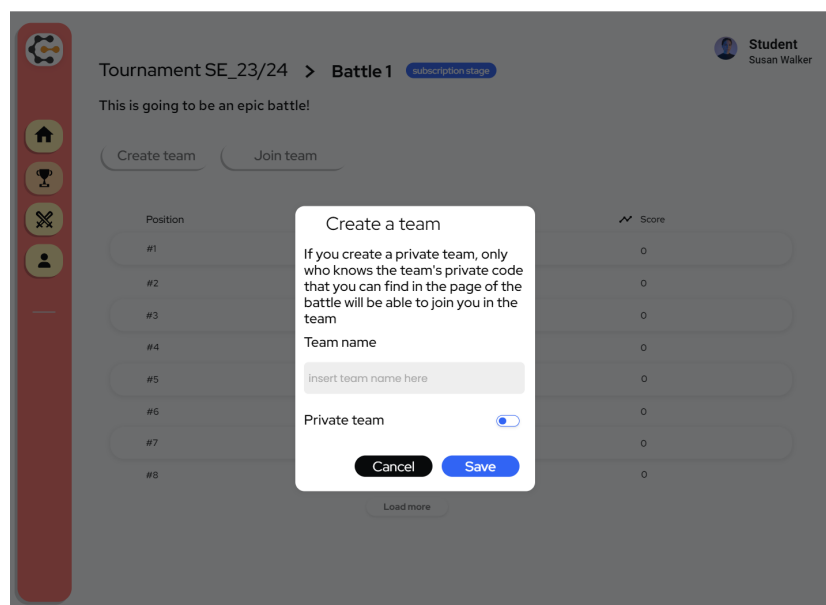 Student
Susan Walker
Tournament SE_23/24 > Battle 1 subscription stage
This is going to be an epic battle!
Create team Join team
Position Score
#1 0
#2 0
#3 0
#4 0
#5 0
#6 0
#7 0
#8 0
Load more
Create a team
If you create a private team, only
who knows the team's private code
that you can find in the page of the
battle will be able to join you in the
team
Team name
insert team name here
Private team
Cancel Save